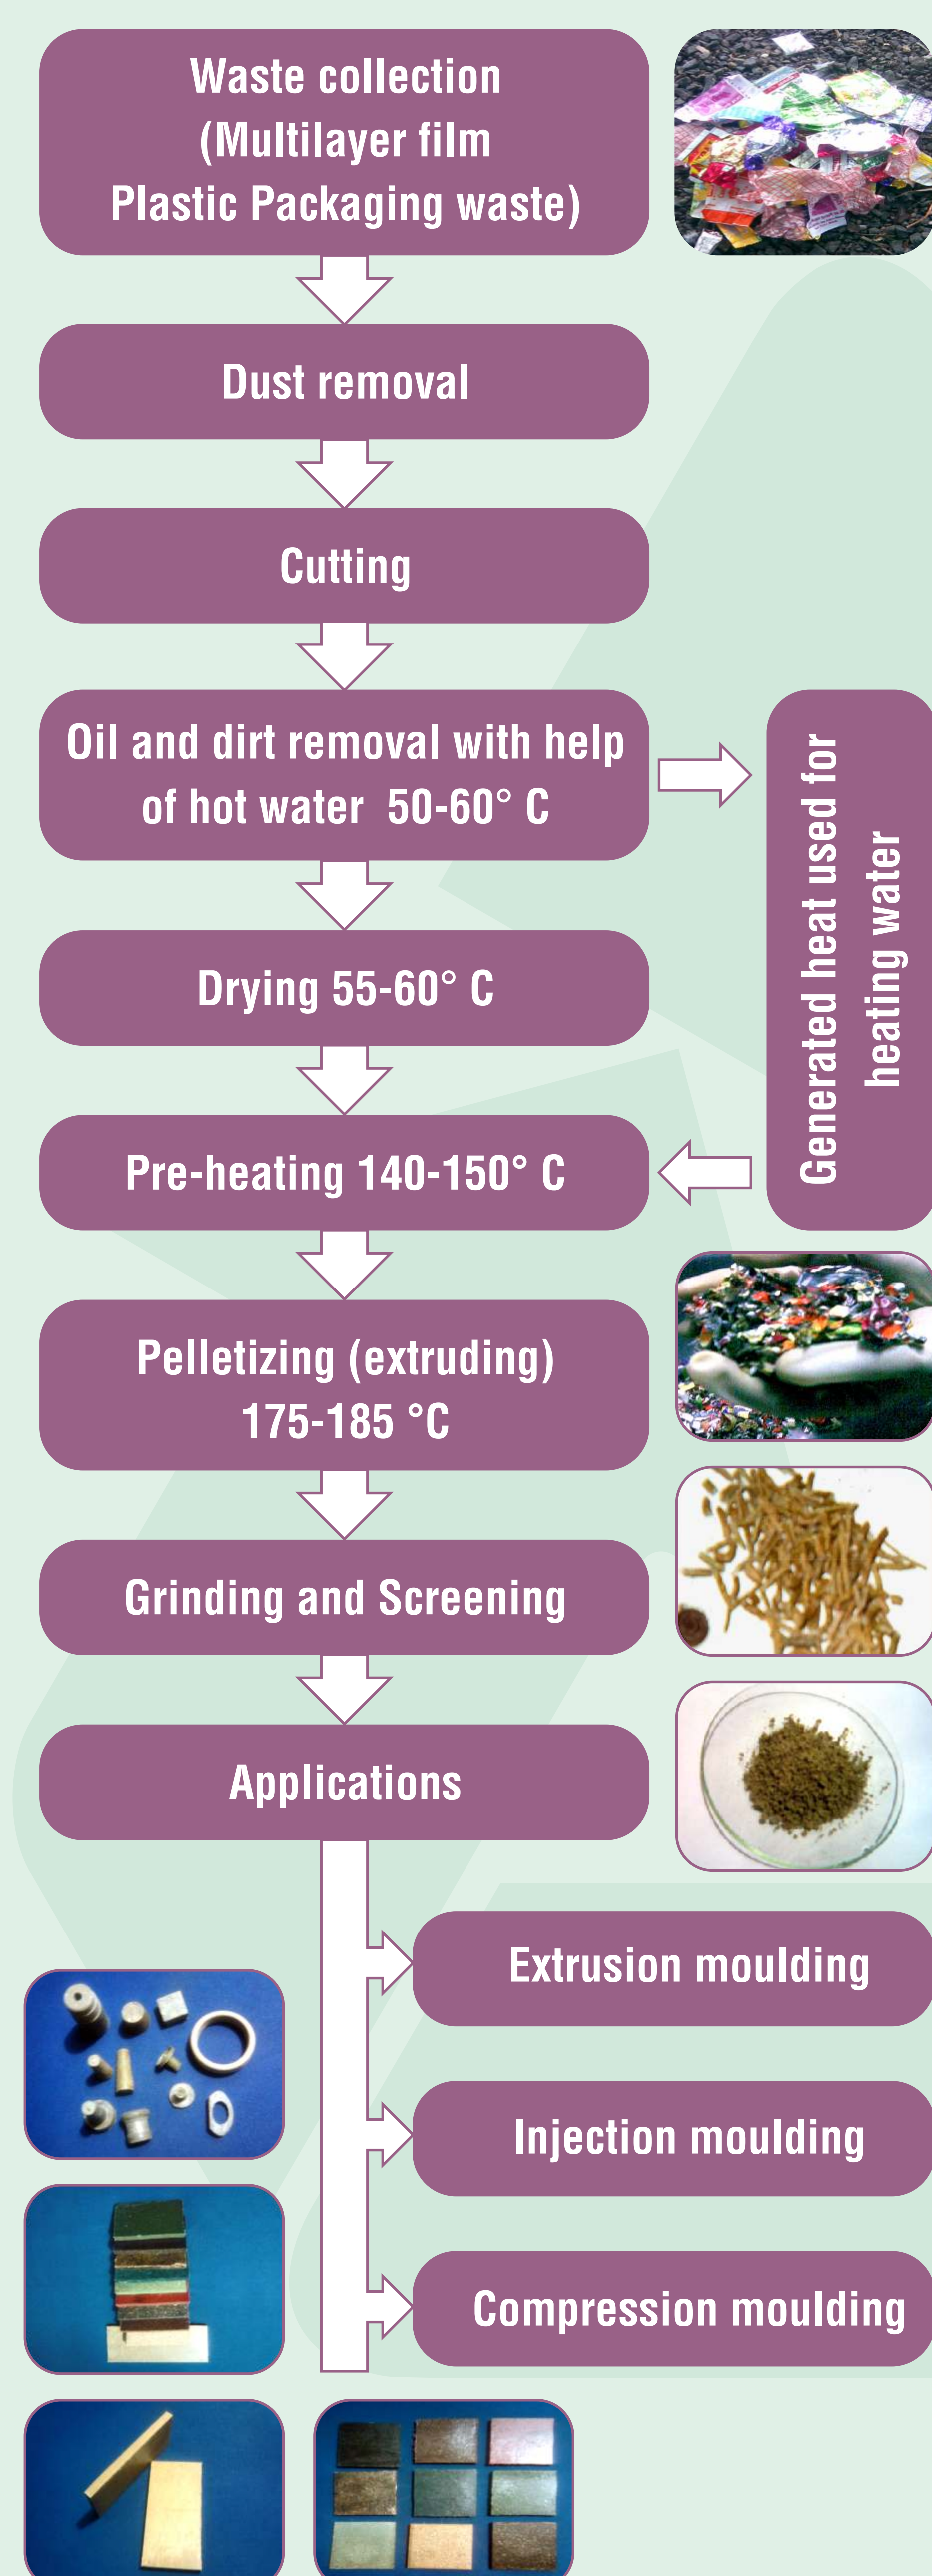 Waste collection
(Multilayer film
Plastic Packaging waste)
Dust removal
Cutting
Oil and dirt removal with help
of hot water 50-60° C
Generated heat used for
heating water
Drying 55-60° C
Pre-heating 140-150° C
Pelletizing (extruding)
175-185 °C
Grinding and Screening
Applications
Extrusion moulding
Injection moulding
Compression moulding